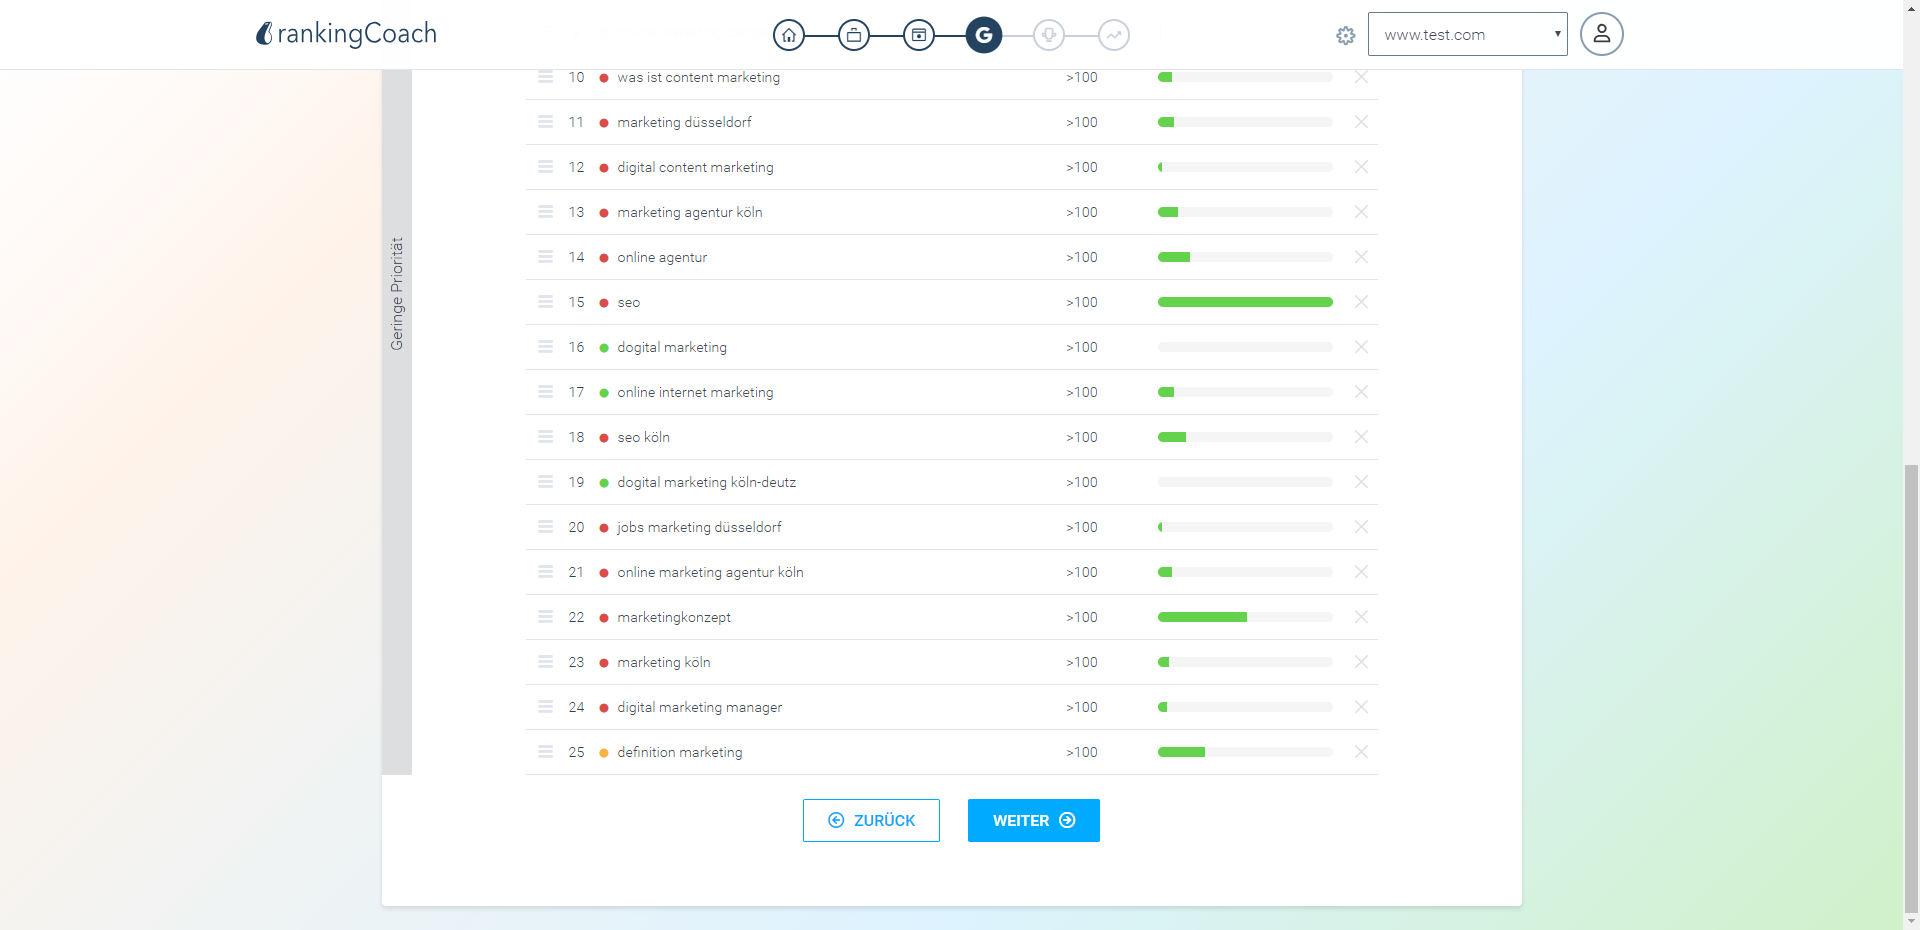 rankingCoach
G
www.test.com
Geringe Priorität
10 was ist content marketing >100
11 marketing düsseldorf >100
12 digital content marketing >100
13 marketing agentur köln >100
14 online agentur >100
15 seo >100
16 dogital marketing >100
17 online internet marketing >100
18 seo köln >100
19 dogital marketing köln-deutz >100
20 jobs marketing düsseldorf >100
21 online marketing agentur köln >100
22 marketingkonzept >100
23 marketing köln >100
24 digital marketing manager >100
25 definition marketing >100
ZURÜCK
WEITER